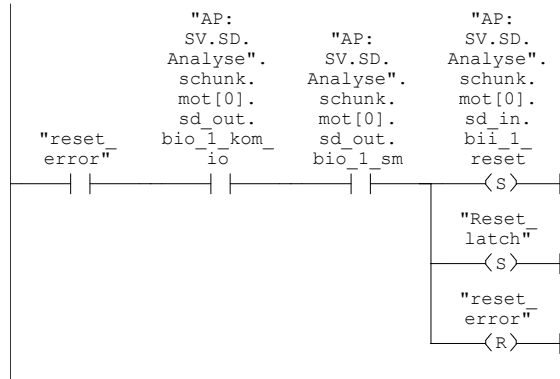 "AP:
SV.SD.
Analyse".
schunk.
mot[0].
sd_out.
bio_1_kom_
io
"AP:
SV.SD.
Analyse".
schunk.
mot[0].
sd_out.
bio_1_sm
"AP:
SV.SD.
Analyse".
schunk.
mot[0].
sd_in.
bii_1_
reset
"reset_
error"
S
"Reset_
latch"
S
"reset_
error"
R